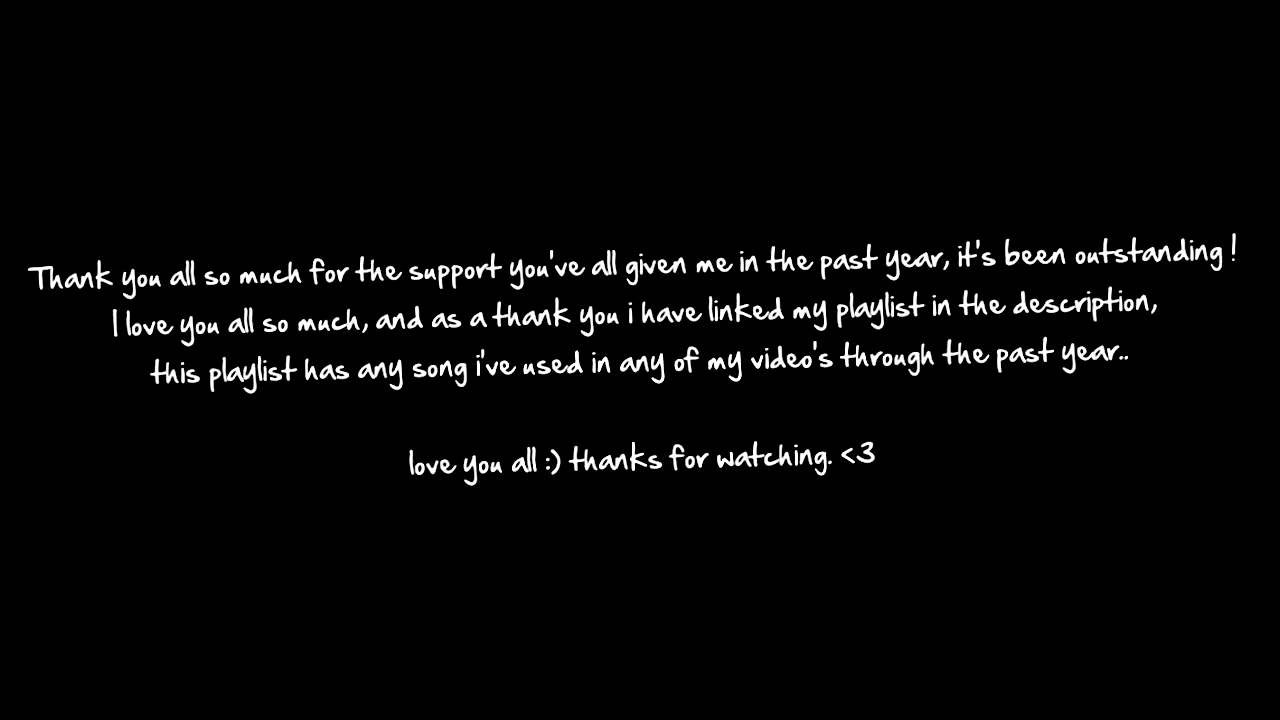 Thank you all so much for the support you've all given me in the past year, it's been outstanding!
I love you all so much, and as a thank you i have linked my playlist in the description,
this playlist has any song i've used in any of my video's through the past year..
love you all :) thanks for watching. <3